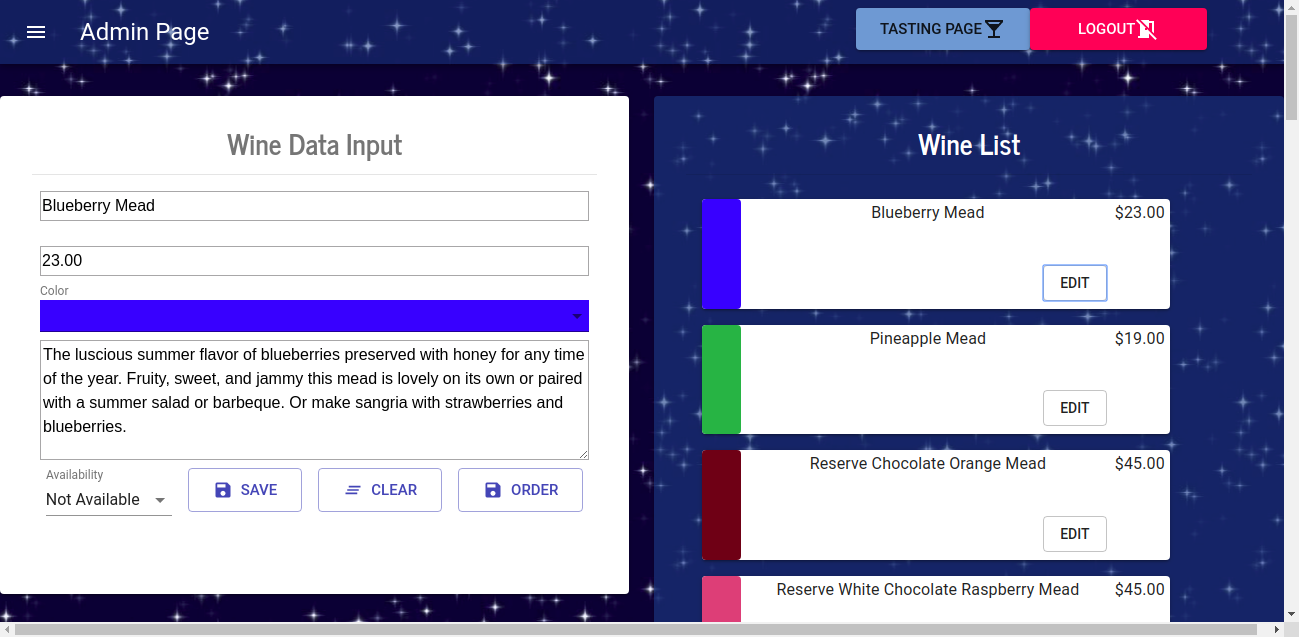 Admin Page
TASTING PAGE
LOGOUT
Wine Data Input
Blueberry Mead
23.00
Color
The luscious summer flavor of blueberries preserved with honey for any time
of the year. Fruity, sweet, and jammy this mead is lovely on its own or paired
with a summer salad or barbeque. Or make sangria with strawberries and
blueberries.
Availability
Not Available
SAVE
CLEAR
ORDER
Wine List
Blueberry Mead $23.00
EDIT
Pineapple Mead $19.00
EDIT
Reserve Chocolate Orange Mead $45.00
EDIT
Reserve White Chocolate Raspberry Mead $45.00